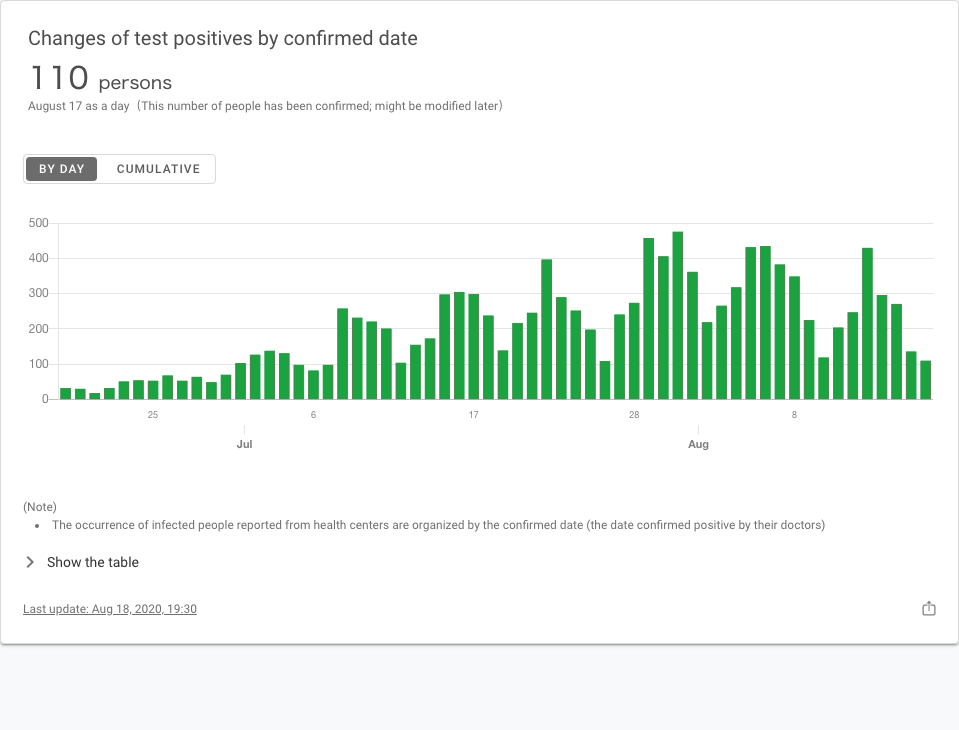 Changes of test positives by confirmed date
110 persons
August 17 as a day（This number of people has been confirmed; might be modified later）
BY DAY CUMULATIVE
500
400
300
200
100
0
25 6 17 28 8
Jul Aug
(Note)
• The occurrence of infected people reported from health centers are organized by the confirmed date (the date confirmed positive by their doctors)
Show the table
Last update: Aug 18, 2020, 19:30